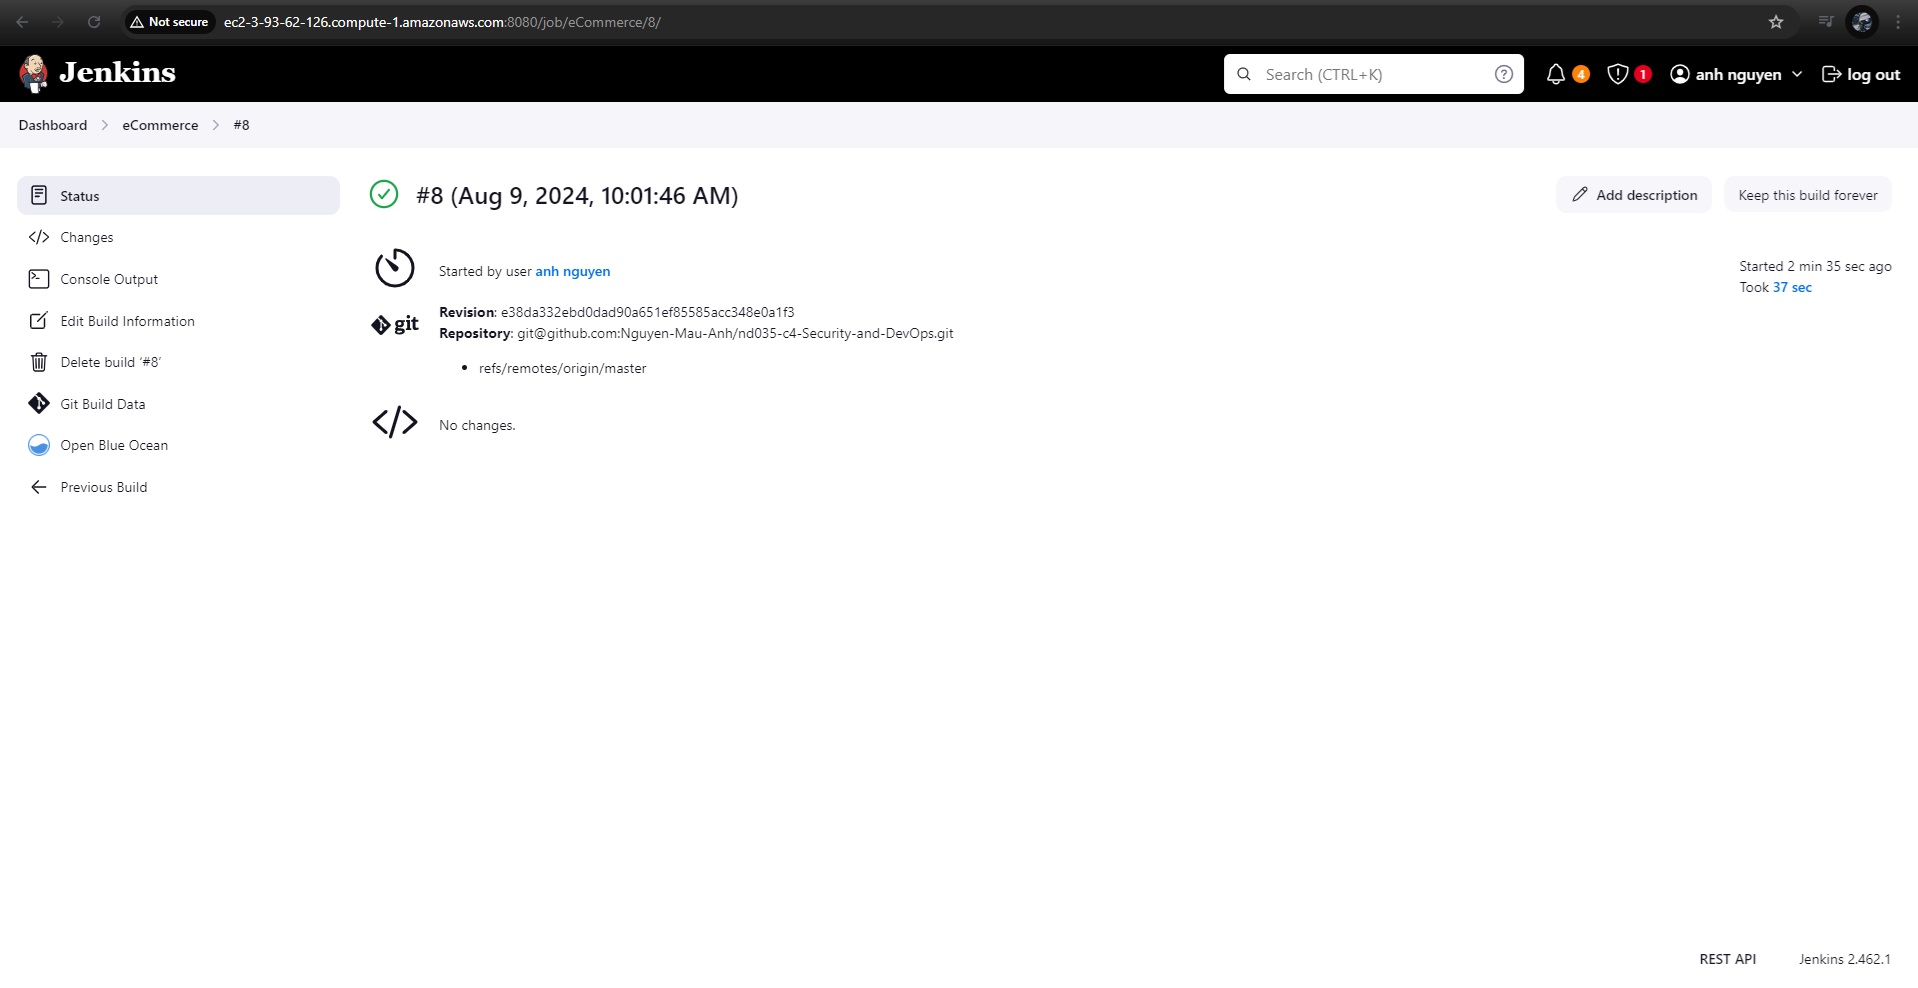 Not secure ec2-3-93-62-126.compute-1.amazonaws.com:8080/job/eCommerce/8/
Jenkins
Search (CTRL+K)
4
1
anh nguyen
log out
Dashboard eCommerce #8
Status
Changes
Console Output
Edit Build Information
Delete build ‘#8’
Git Build Data
Open Blue Ocean
Previous Build
#8 (Aug 9, 2024, 10:01:46 AM)
Add description
Keep this build forever
Started by user anh nguyen
Started 2 min 35 sec ago
Took 37 sec
git
Revision: e38da332ebd0dad90a651ef85585acc348e0a1f3
Repository: git@github.com:Nguyen-Mau-Anh/nd035-c4-Security-and-DevOps.git
• refs/remotes/origin/master
No changes.
REST API Jenkins 2.462.1